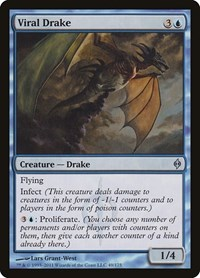 Viral Drake
3
Creature — Drake
Flying
Infect (This creature deals damage to
creatures in the form of -1/-1 counters and to
players in the form of poison counters.)
3 : Proliferate. (You choose any number of
permanents and/or players with counters on
them, then give each another counter of a kind
already there.)
Lars Grant-West
1/4